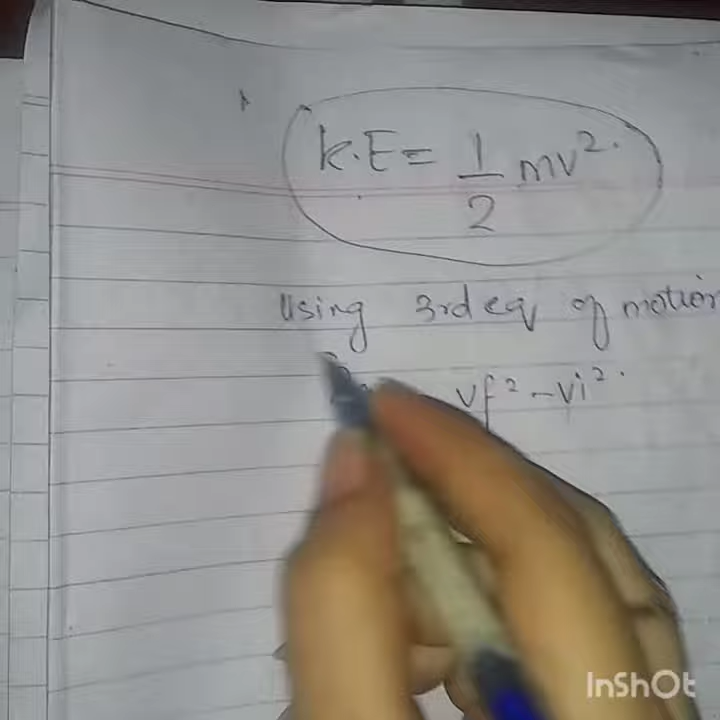 K.E = 1/2 mv².
Using 3rd eq of motion
vf² - vi².
InShOt